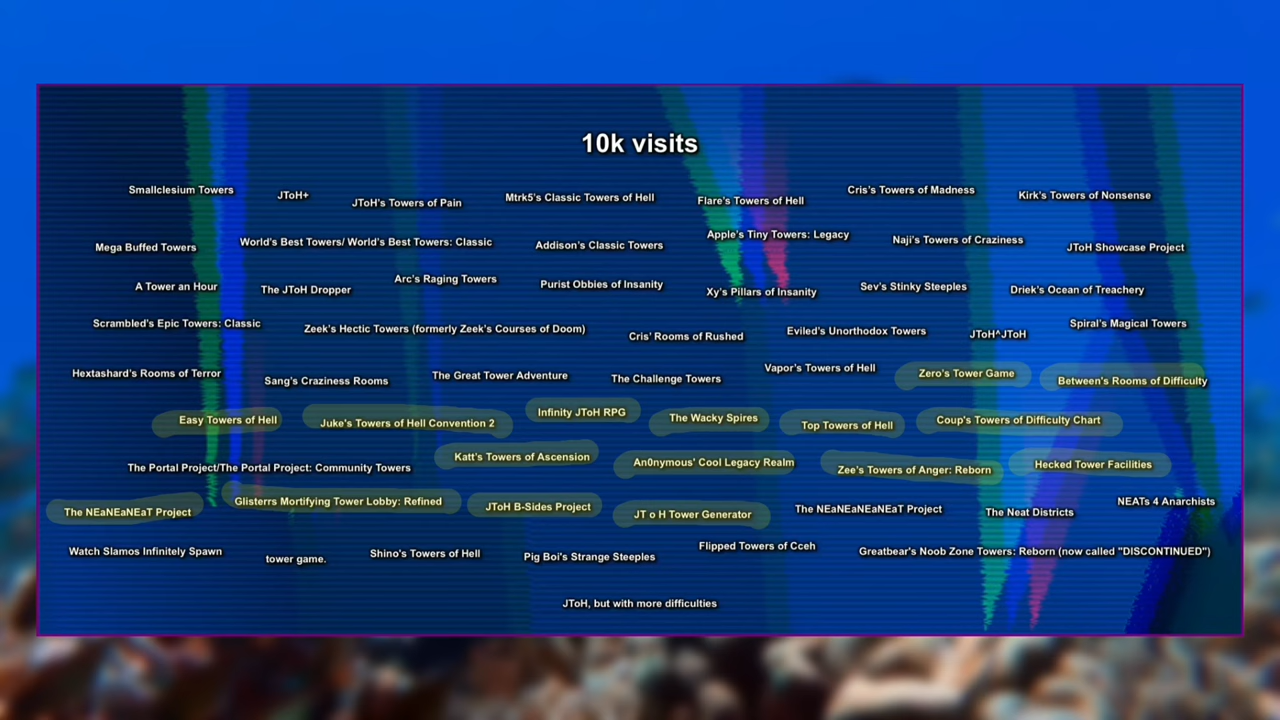 10k visits
Smallclesium Towers
JToH+
JToH's Towers of Pain
Mtrk5's Classic Towers of Hell
Flare's Towers of Hell
Cris's Towers of Madness
Kirk's Towers of Nonsense
Mega Buffed Towers
World's Best Towers/ World's Best Towers: Classic
Addison's Classic Towers
Apple's Tiny Towers: Legacy
Naji's Towers of Craziness
JToH Showcase Project
A Tower an Hour
The JToH Dropper
Arc's Raging Towers
Purist Obbies of Insanity
Xy's Pillars of Insanity
Sev's Stinky Steeples
Driek's Ocean of Treachery
Scrambled's Epic Towers: Classic
Zeek's Hectic Towers (formerly Zeek's Courses of Doom)
Cris' Rooms of Rushed
Eviled's Unorthodox Towers
JToH^JToH
Spiral's Magical Towers
Hextashard's Rooms of Terror
Sang's Craziness Rooms
The Great Tower Adventure
The Challenge Towers
Vapor's Towers of Hell
Zero's Tower Game
Between's Rooms of Difficulty
Easy Towers of Hell
Juke's Towers of Hell Convention 2
Infinity JToH RPG
The Wacky Spires
Top Towers of Hell
Coup's Towers of Difficulty Chart
The Portal Project/The Portal Project: Community Towers
Katt's Towers of Ascension
An0nymous' Cool Legacy Realm
Zee's Towers of Anger: Reborn
Hecked Tower Facilities
The NEaNEaNEaT Project
Glisterrs Mortifying Tower Lobby: Refined
JToH B-Sides Project
JT o H Tower Generator
The NEaNEaNEaNEaT Project
The Neat Districts
NEATs 4 Anarchists
Watch Slamos Infinitely Spawn
tower game.
Shino's Towers of Hell
Pig Boi's Strange Steeples
Flipped Towers of Cceh
Greatbear's Noob Zone Towers: Reborn (now called "DISCONTINUED")
JToH, but with more difficulties